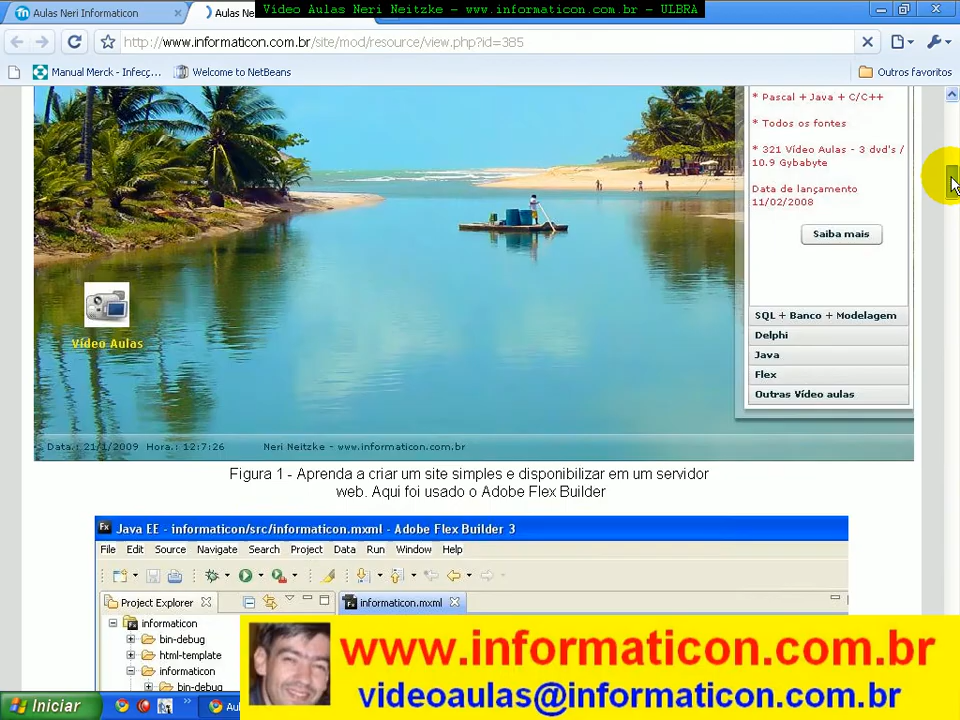 Aulas Neri Informaticon
Aulas Ne
Vídeo Aulas Neri Neitzke - www.informaticon.com.br - ULBRA
http://www.informaticon.com.br/site/mod/resource/view.php?id=385
Manual Merck - Infecç...
Welcome to NetBeans
Outros favoritos
* Pascal + Java + C/C++
* Todos os fontes
* 321 Vídeo Aulas - 3 dvd's /
10.9 Gybabyte
Data de lançamento
11/02/2008
Saiba mais
SQL + Banco + Modelagem
Delphi
Java
Flex
Outras Vídeo aulas
Vídeo Aulas
Data.: 21/1/2009 Hora.: 12:7:26 Neri Neitzke - www.informaticon.com.br
Figura 1 - Aprenda a criar um site simples e disponibilizar em um servidor
web. Aqui foi usado o Adobe Flex Builder
Java EE - informaticon/src/informaticon.mxml - Adobe Flex Builder 3
File Edit Source Navigate Search Project Data Run Window Help
Project Explorer
informaticon.mxml
informaticon
bin-debug
html-template
informaticon
bin-debug
www.informaticon.com.br
videoaulas@informaticon.com.br
Iniciar
Au